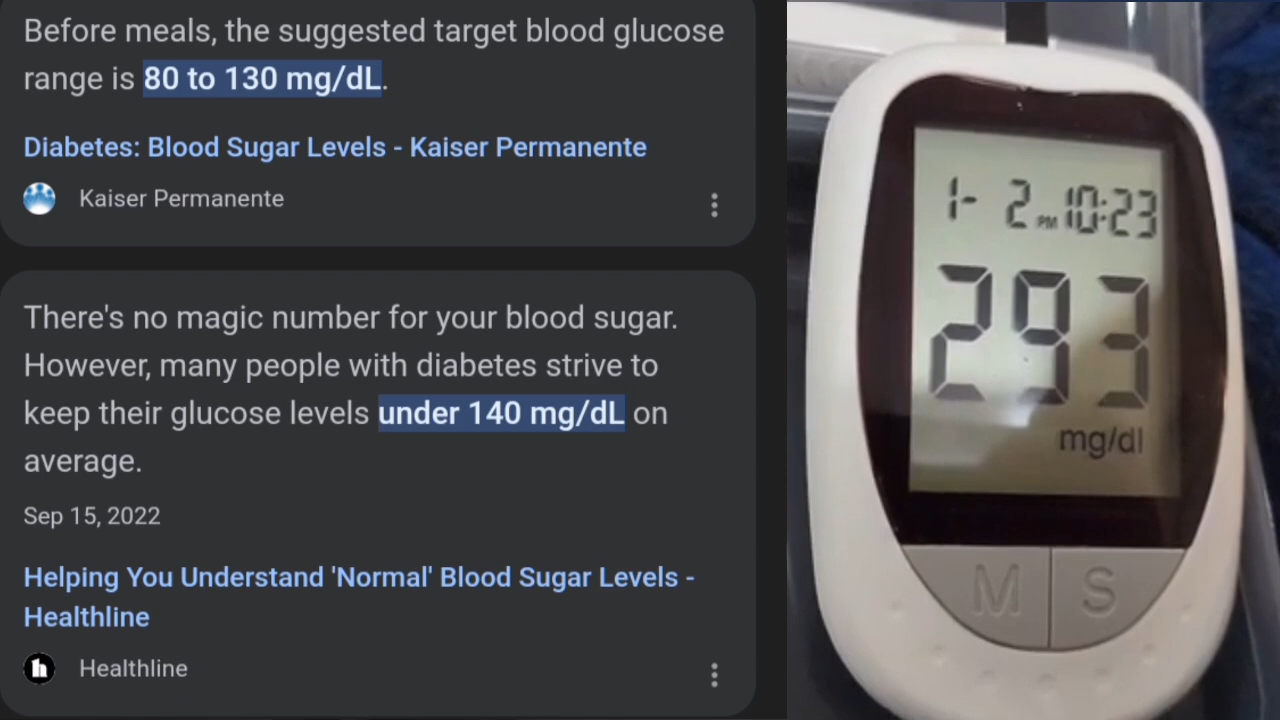 Before meals, the suggested target blood glucose
range is 80 to 130 mg/dL.
Diabetes: Blood Sugar Levels - Kaiser Permanente
Kaiser Permanente
There's no magic number for your blood sugar.
However, many people with diabetes strive to
keep their glucose levels under 140 mg/dL on
average.
Sep 15, 2022
Helping You Understand 'Normal' Blood Sugar Levels -
Healthline
h Healthline
1- 2 PM 10:23
293
mg/dl
M S